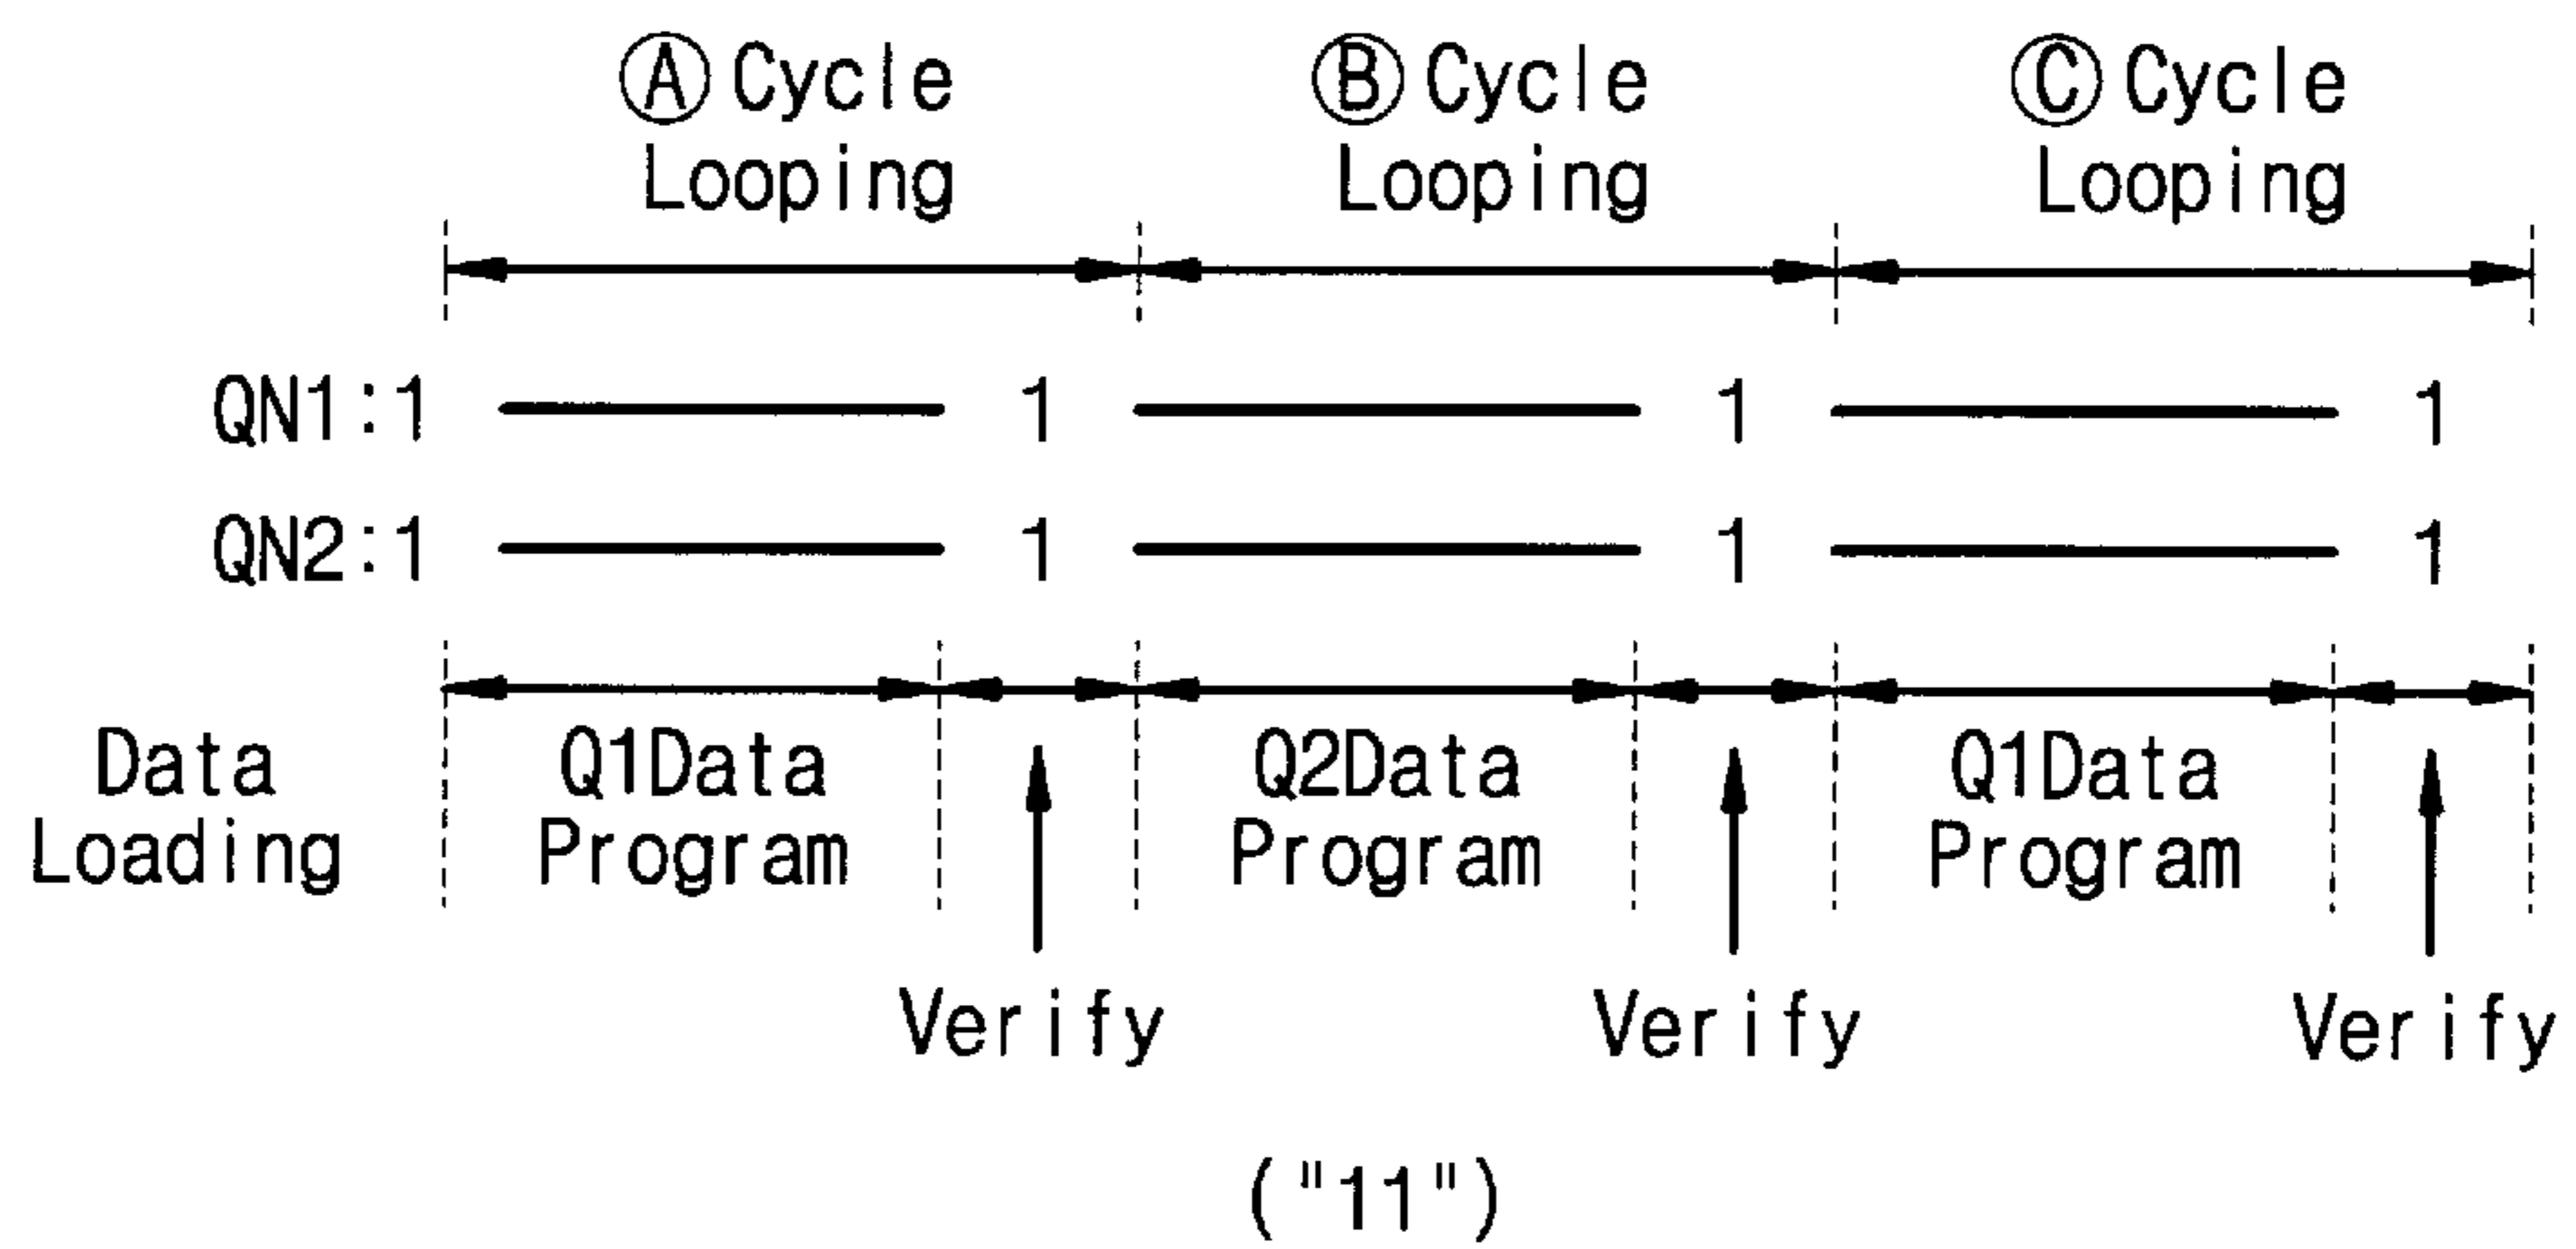 Ⓐ Cycle Looping
Ⓑ Cycle Looping
Ⓒ Cycle Looping
QN1:1 1 1 1
QN2:1 1 1 1
Data Loading
Q1Data Program
Verify
Q2Data Program
Verify
Q1Data Program
Verify
("11")